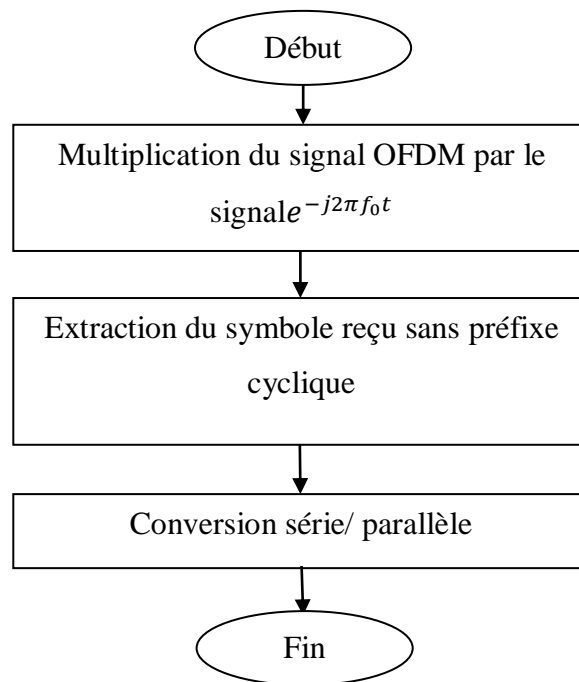 Début
Multiplication du signal OFDM par le
signal$e^{-j2\pi f_0 t}$
Extraction du symbole reçu sans préfixe
cyclique
Conversion série/ parallèle
Fin